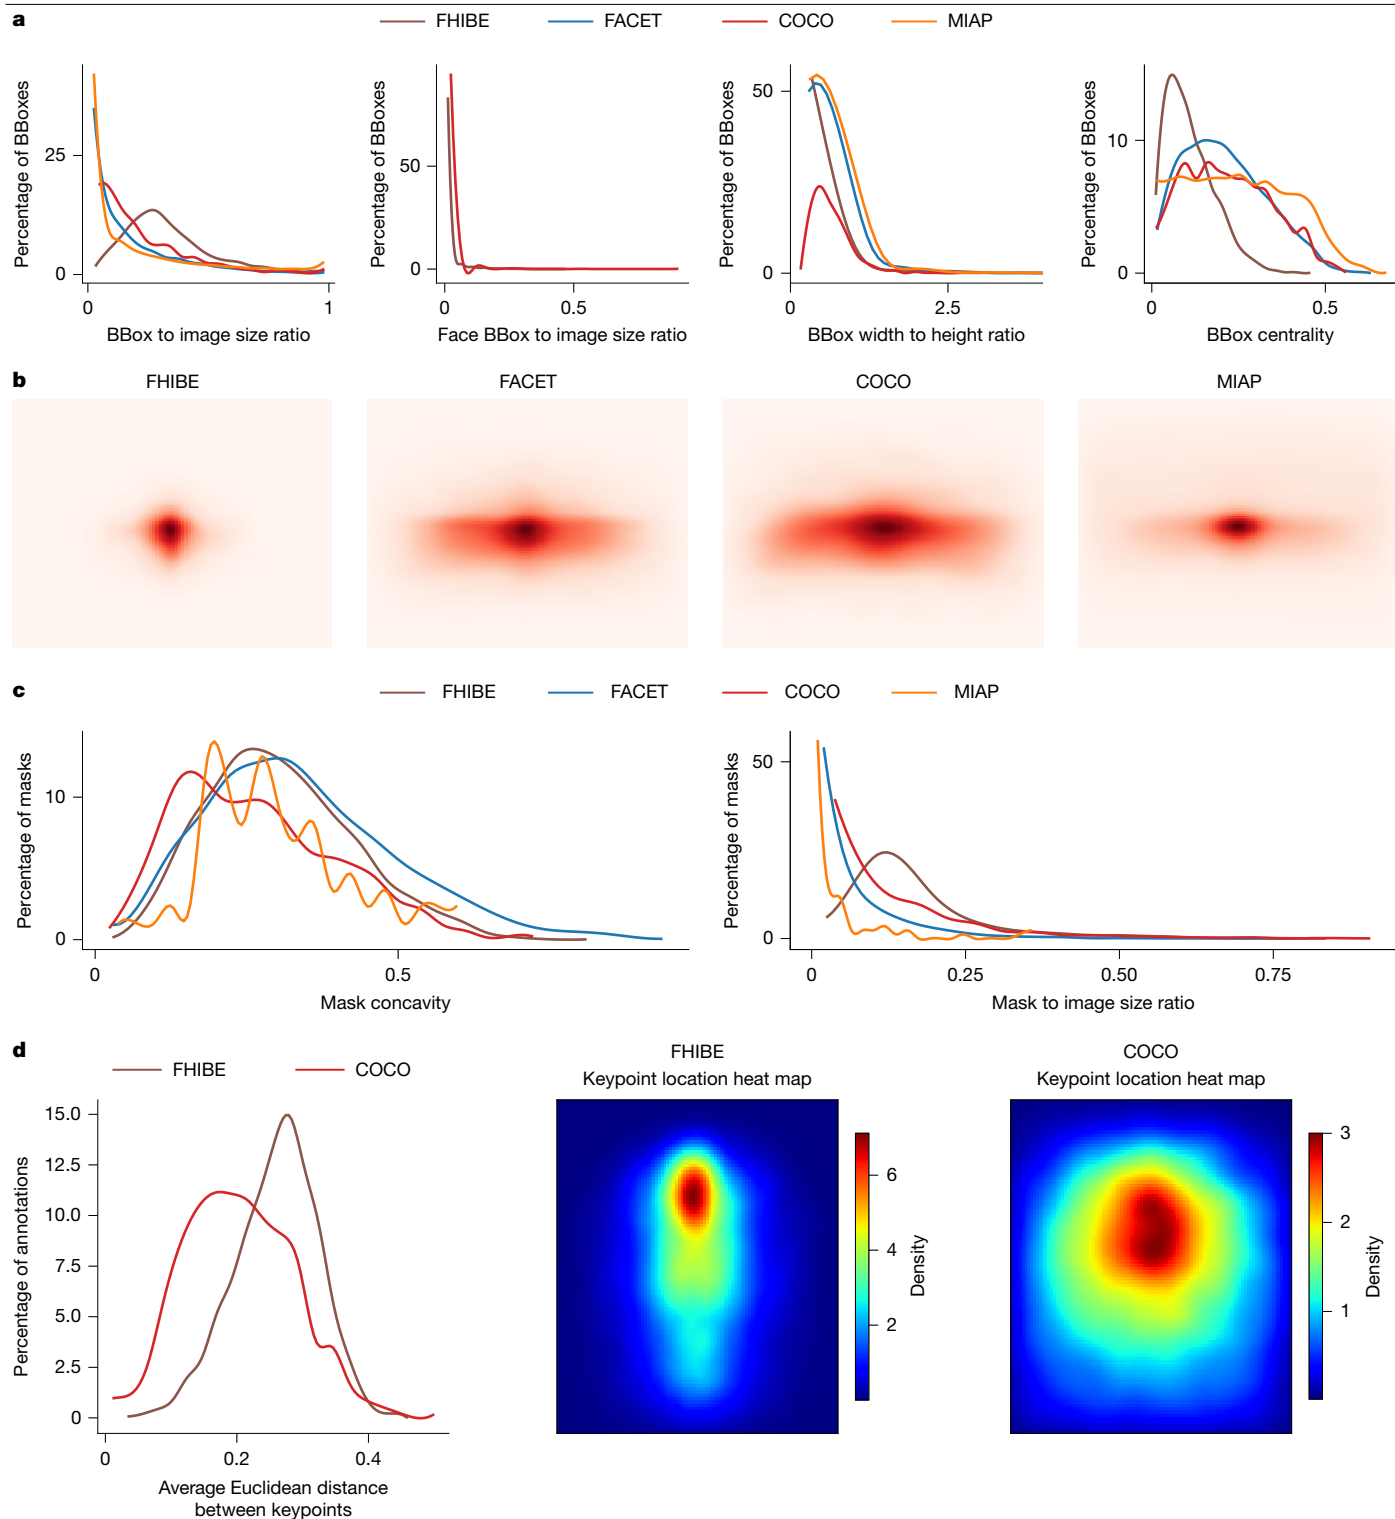 a
FHIBE FACET COCO MIAP
Percentage of BBoxes
25
0
0 1
BBox to image size ratio
Percentage of BBoxes
50
0
0 0.5
Face BBox to image size ratio
Percentage of BBoxes
50
0
0 2.5
BBox width to height ratio
Percentage of BBoxes
10
0
0 0.5
BBox centrality
b
FHIBE FACET COCO MIAP
c
FHIBE FACET COCO MIAP
Percentage of masks
10
0
0 0.5
Mask concavity
Percentage of masks
50
0
0 0.25 0.50 0.75
Mask to image size ratio
d
FHIBE COCO
Percentage of annotations
15.0
12.5
10.0
7.5
5.0
2.5
0
0 0.2 0.4
Average Euclidean distance
between keypoints
FHIBE
Keypoint location heat map
6
4
2
Density
COCO
Keypoint location heat map
3
2
1
Density